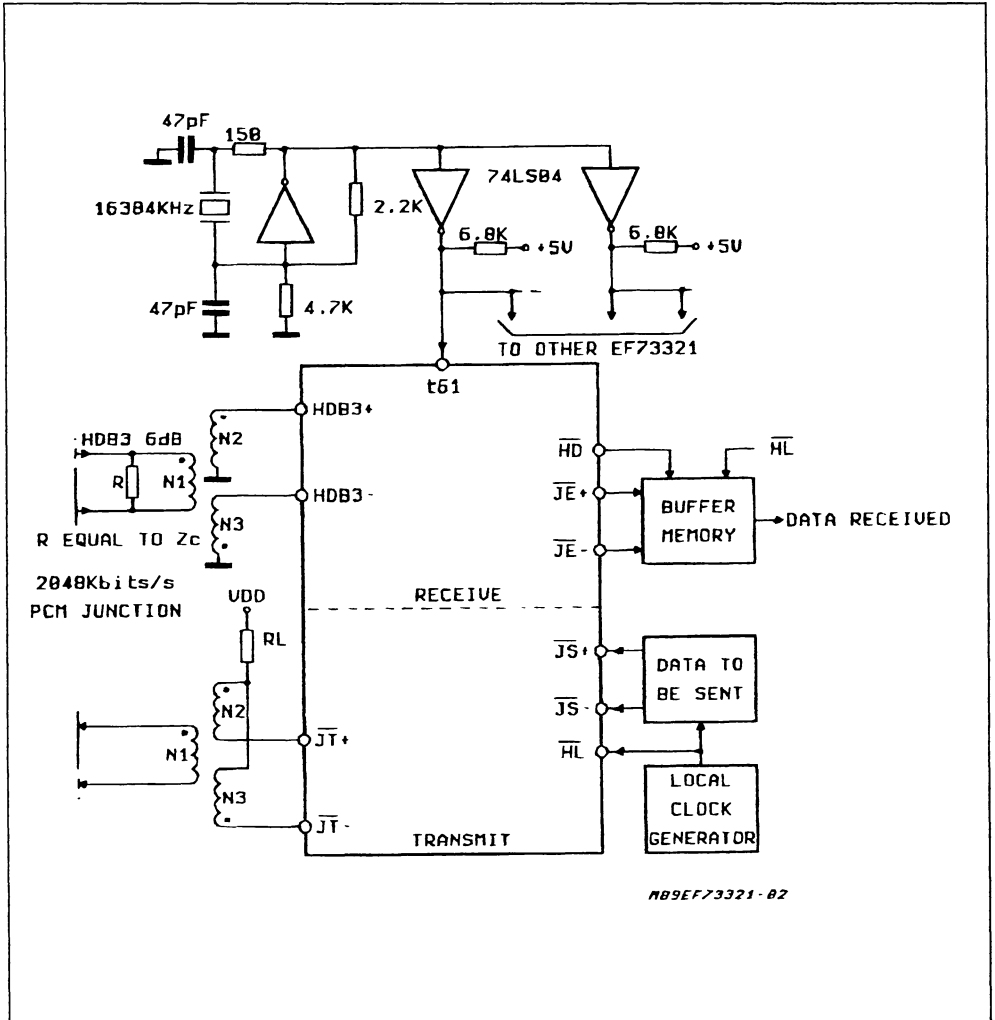 47pF
150
16384KHz
2.2K
74LS04
6.8K
+5V
6.8K
+5V
47pF
4.7K
TO OTHER EF73321
t61
HDB3+
HDB3 6dB
N2
R
N1
HD
HL
JE+
BUFFER
MEMORY
DATA RECEIVED
HDB3-
N3
JE-
R EQUAL TO Zc
2048Kbits/s
PCM JUNCTION
VDD
RECEIVE
RL
JS+
DATA TO
BE SENT
N2
JS-
N1
JT+
HL
N3
LOCAL
CLOCK
GENERATOR
JT-
TRANSMIT
M89EF73321-02